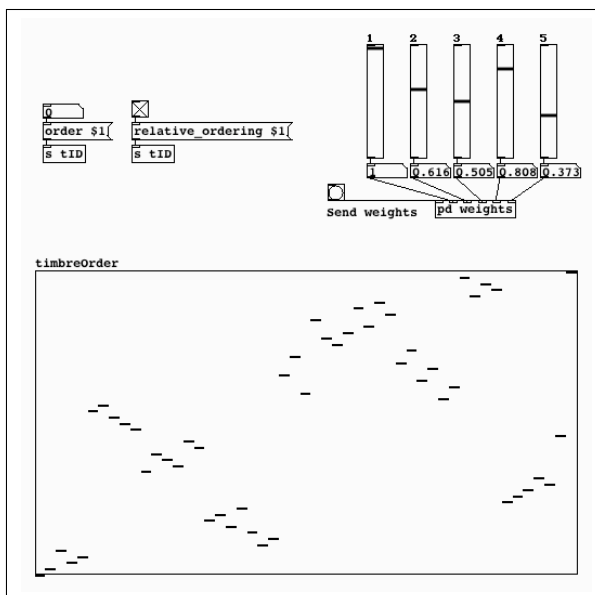 1 2 3 4 5
0
order $1 relative_ordering $1
s tID s tID
1 0.616 0.505 0.808 0.373
Send weights pd weights
timbreOrder